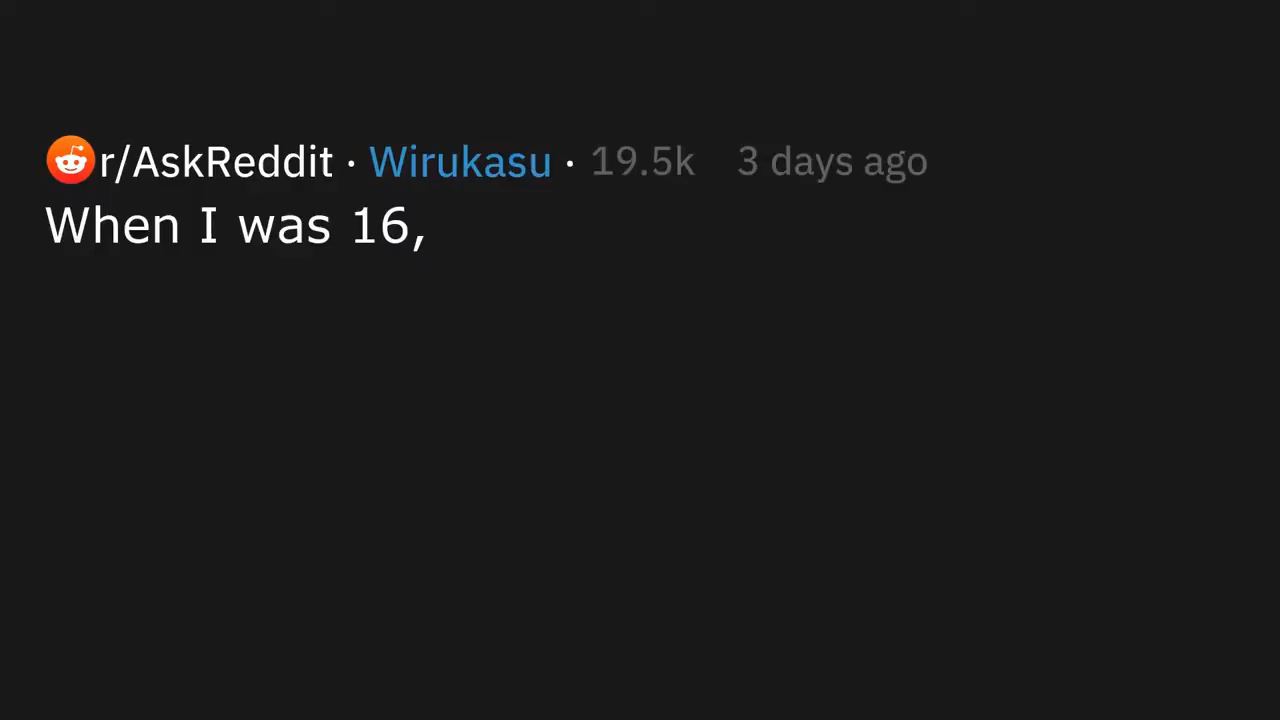 r/AskReddit · Wirukasu · 19.5k 3 days ago
When I was 16,